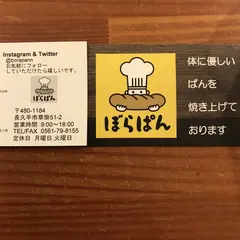 Instagram & Twitter
@borapann
お気軽にフォロー
していただけたら嬉しいです。
ぼらぱん
〒480-1184
長久手市草掛51-2
営業時間 9:00〜18:00
TEL/FAX 0561-79-8155
定休日 月曜日,火曜日
ぼらぱん
体に優しい
ぱんを
焼き上げて
おります